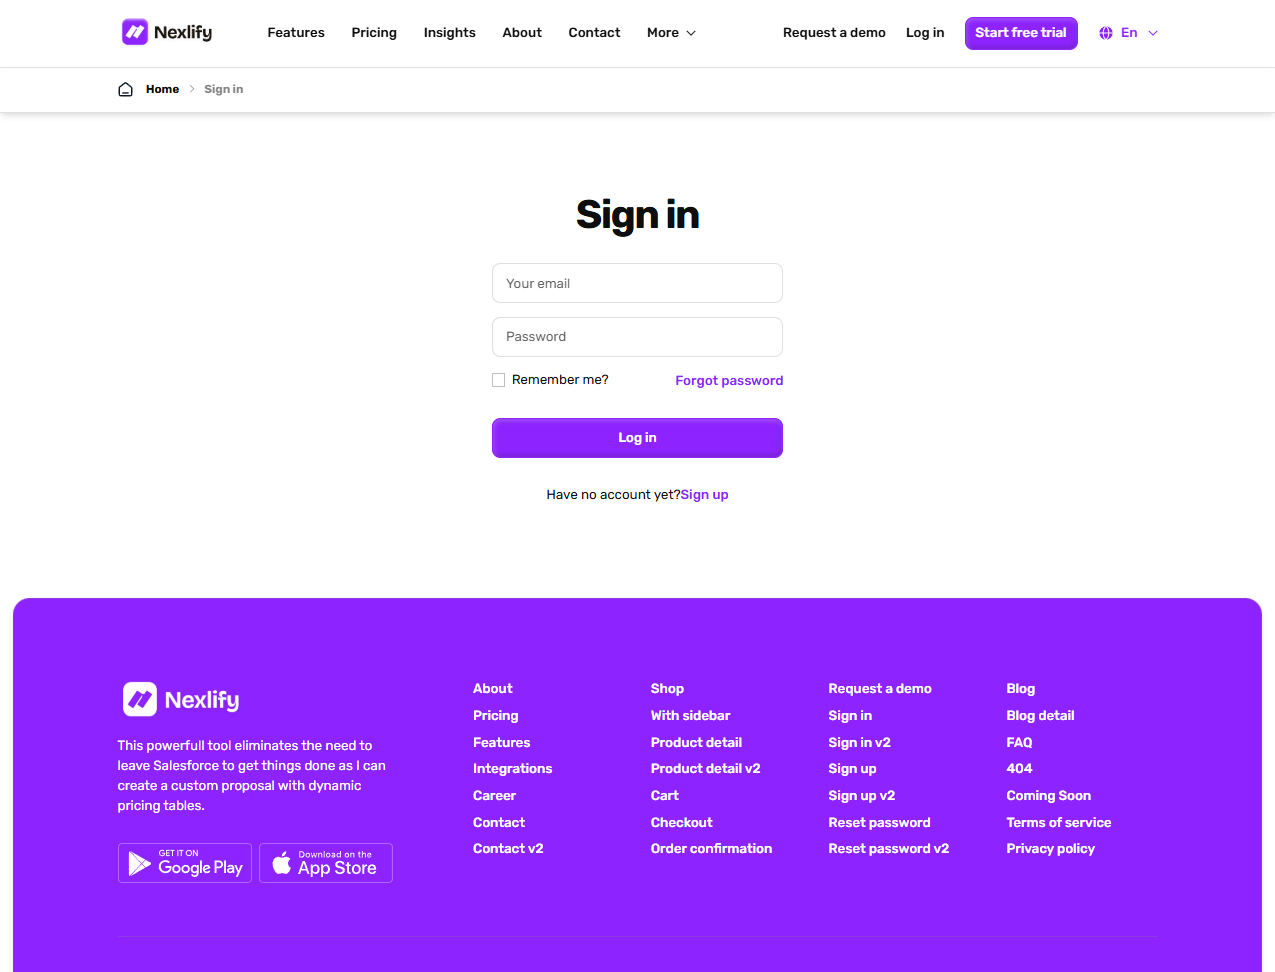 Nexlify
Features Pricing Insights About Contact More
Request a demo Log in Start free trial En
Home Sign in
Sign in
Your email
Password
Remember me? Forgot password
Log in
Have no account yet?Sign up
Nexlify
This powerfull tool eliminates the need to
leave Salesforce to get things done as I can
create a custom proposal with dynamic
pricing tables.
GET IT ON
Google Play
Download on the
App Store
About
Pricing
Features
Integrations
Career
Contact
Contact v2
Shop
With sidebar
Product detail
Product detail v2
Cart
Checkout
Order confirmation
Request a demo
Sign in
Sign in v2
Sign up
Sign up v2
Reset password
Reset password v2
Blog
Blog detail
FAQ
404
Coming Soon
Terms of service
Privacy policy